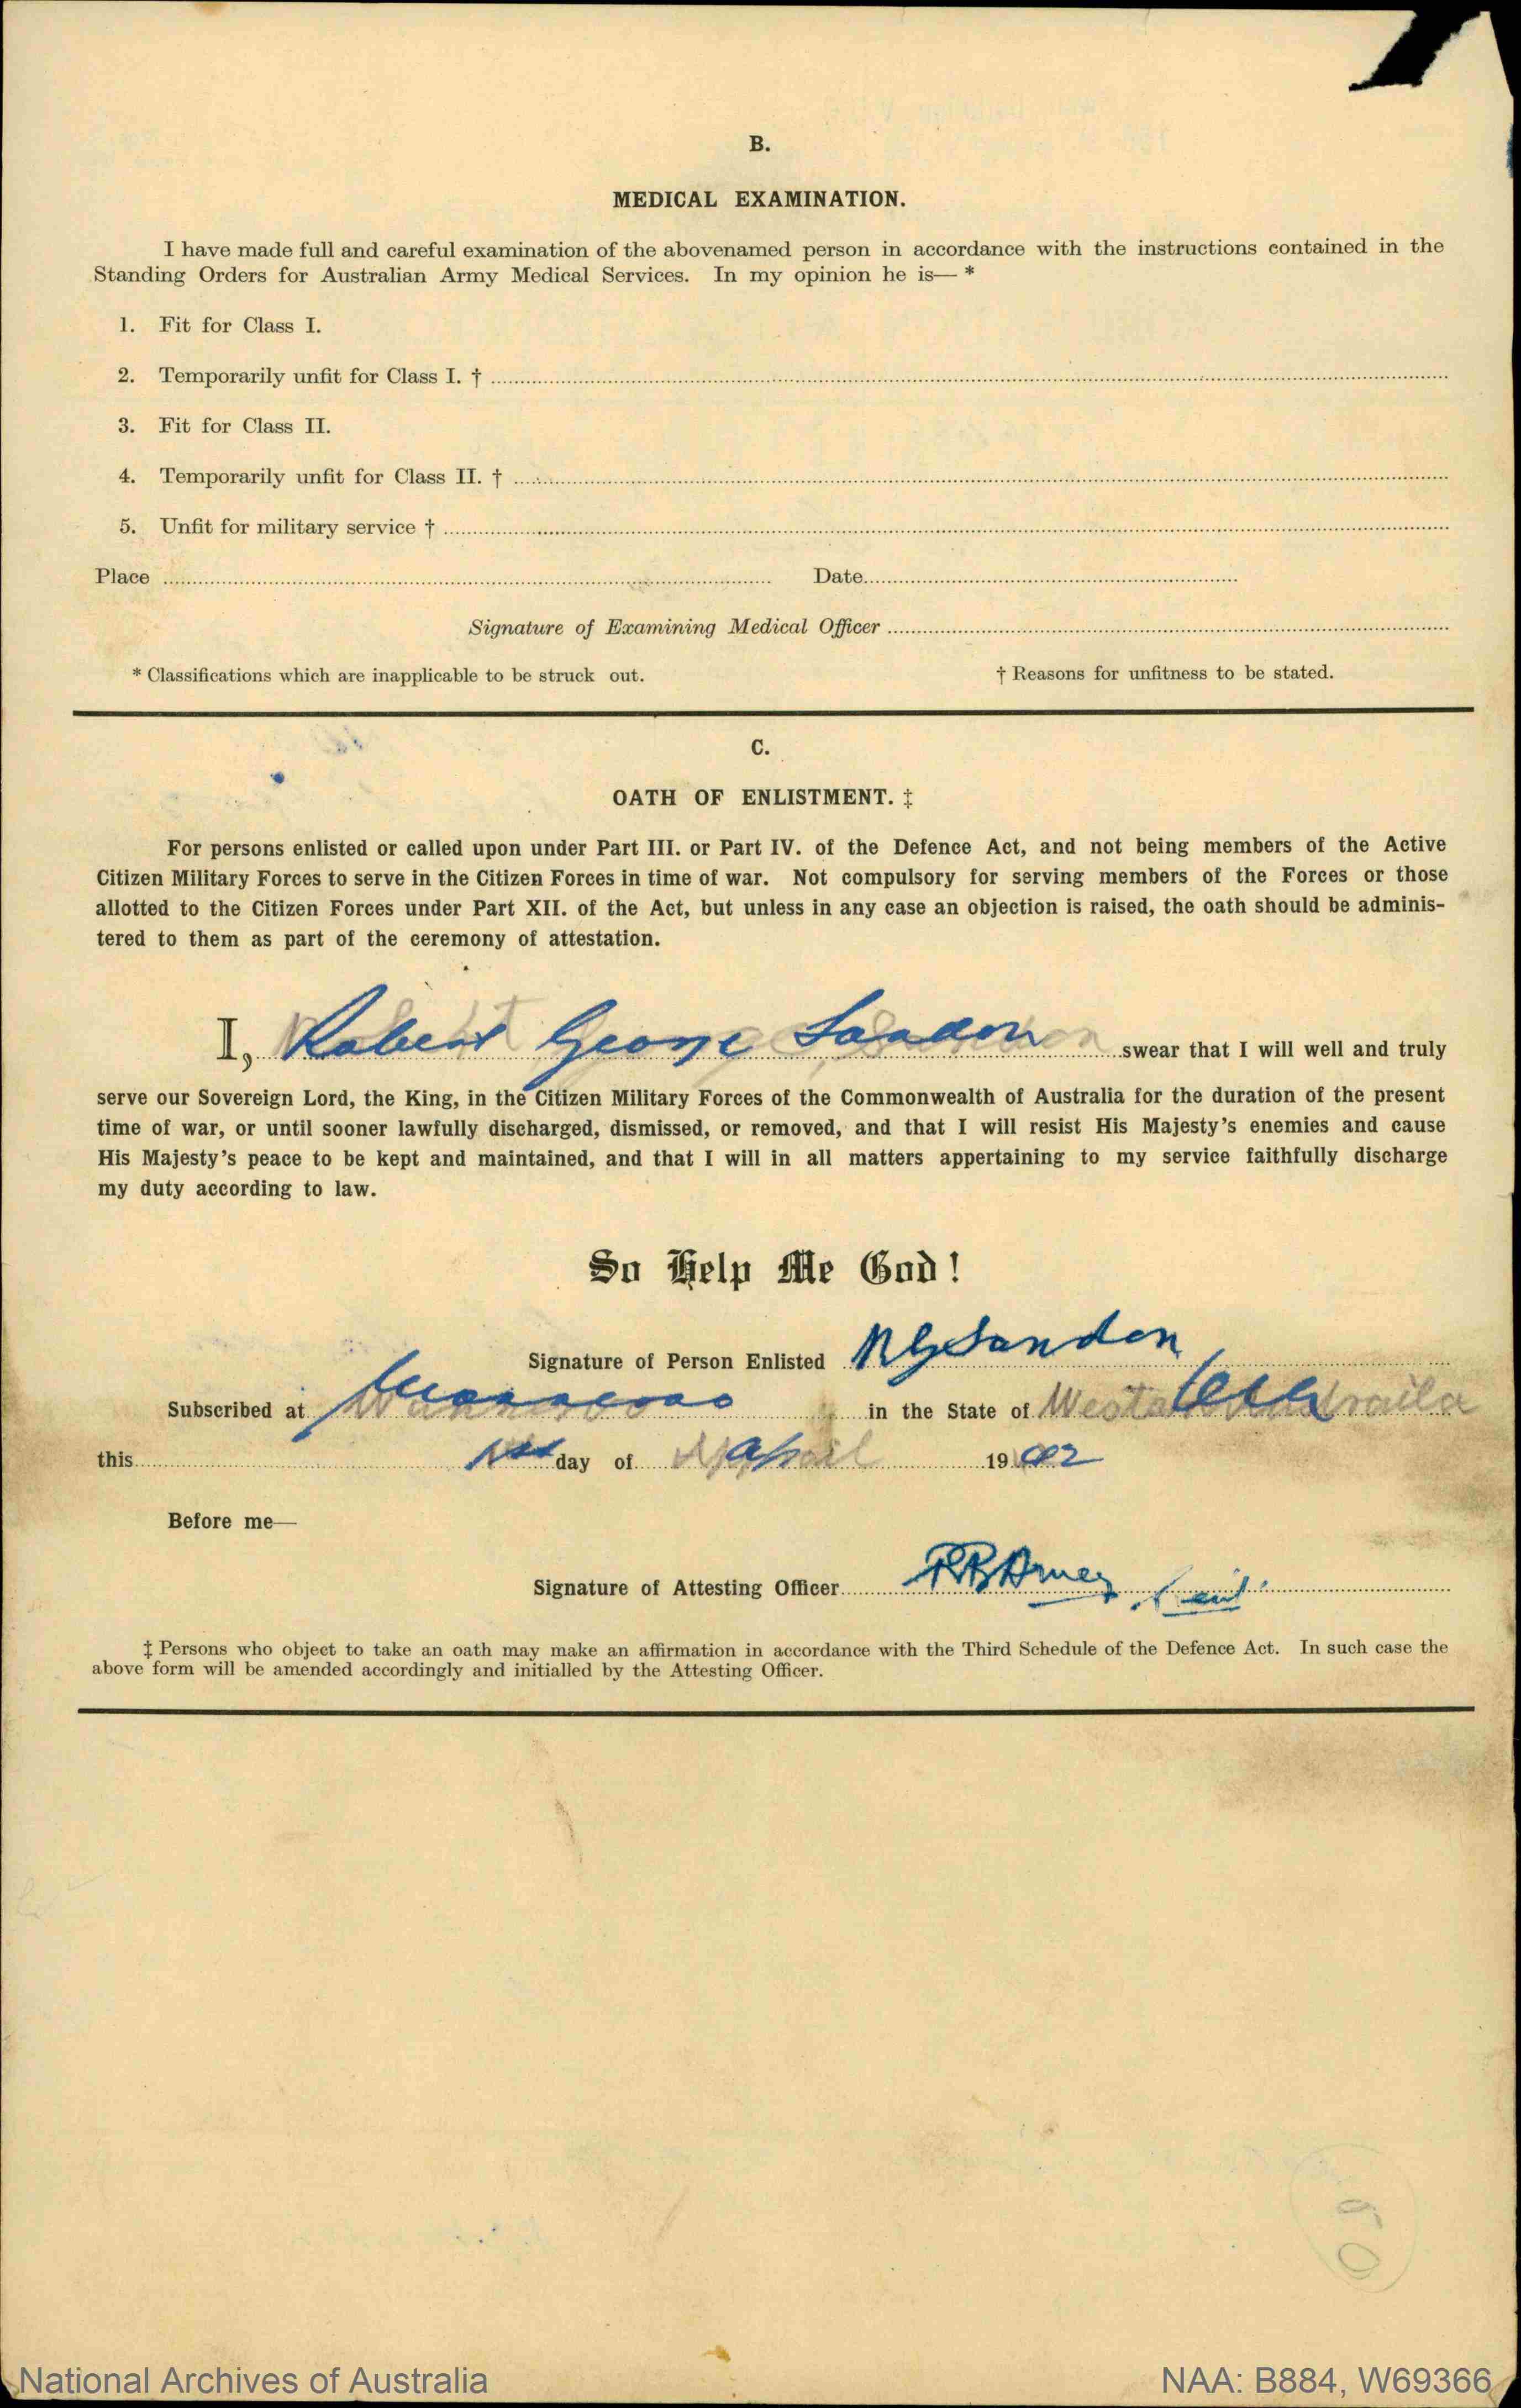 B.
MEDICAL EXAMINATION.
I have made full and careful examination of the abovenamed person in accordance with the instructions contained in the
Standing Orders for Australian Army Medical Services. In my opinion he is— *
1. Fit for Class I.
2. Temporarily unfit for Class I. †
3. Fit for Class II.
4. Temporarily unfit for Class II. †
5. Unfit for military service †
Place Date
Signature of Examining Medical Officer
* Classifications which are inapplicable to be struck out. † Reasons for unfitness to be stated.
C.
OATH OF ENLISTMENT. ‡
For persons enlisted or called upon under Part III. or Part IV. of the Defence Act, and not being members of the Active
Citizen Military Forces to serve in the Citizen Forces in time of war. Not compulsory for serving members of the Forces or those
allotted to the Citizen Forces under Part XII. of the Act, but unless in any case an objection is raised, the oath should be adminis-
tered to them as part of the ceremony of attestation.
I, Robert George Sandon swear that I will well and truly
serve our Sovereign Lord, the King, in the Citizen Military Forces of the Commonwealth of Australia for the duration of the present
time of war, or until sooner lawfully discharged, dismissed, or removed, and that I will resist His Majesty's enemies and cause
His Majesty's peace to be kept and maintained, and that I will in all matters appertaining to my service faithfully discharge
my duty according to law.
So Help Me God!
Signature of Person Enlisted RGSandon
Subscribed at in the State of
this 1st day of April 1942
Before me—
Signature of Attesting Officer Lieut.
‡ Persons who object to take an oath may make an affirmation in accordance with the Third Schedule of the Defence Act. In such case the
above form will be amended accordingly and initialled by the Attesting Officer.
National Archives of Australia NAA: B884, W69366